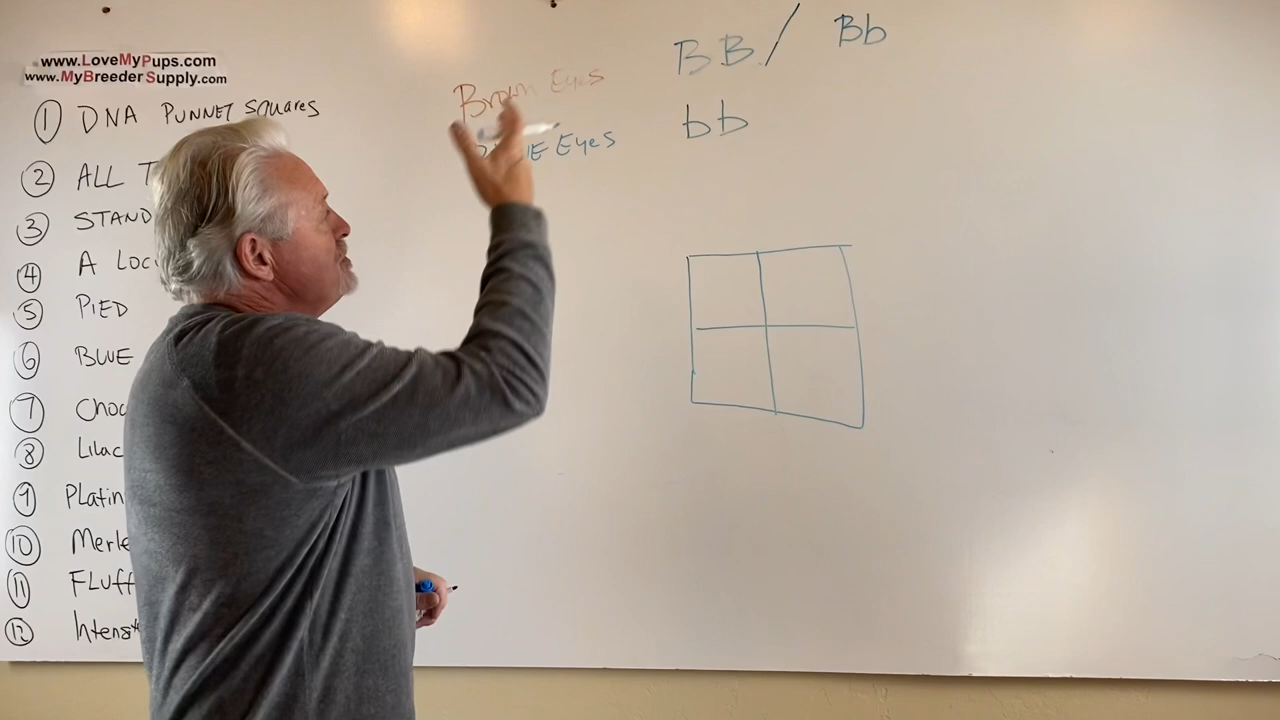 www.LoveMyPups.com
www.MyBreederSupply.com
① DNA PUNNET SQUARES
② ALL
③ STAND
④ A LOC
⑤ PIED
⑥ BLUE
⑦ Choc
⑧ Lilac
⑨ PLatin
⑩ Merle
⑪ FLuff
⑫ Intens
Brown Eyes
Eyes
BB / Bb
bb